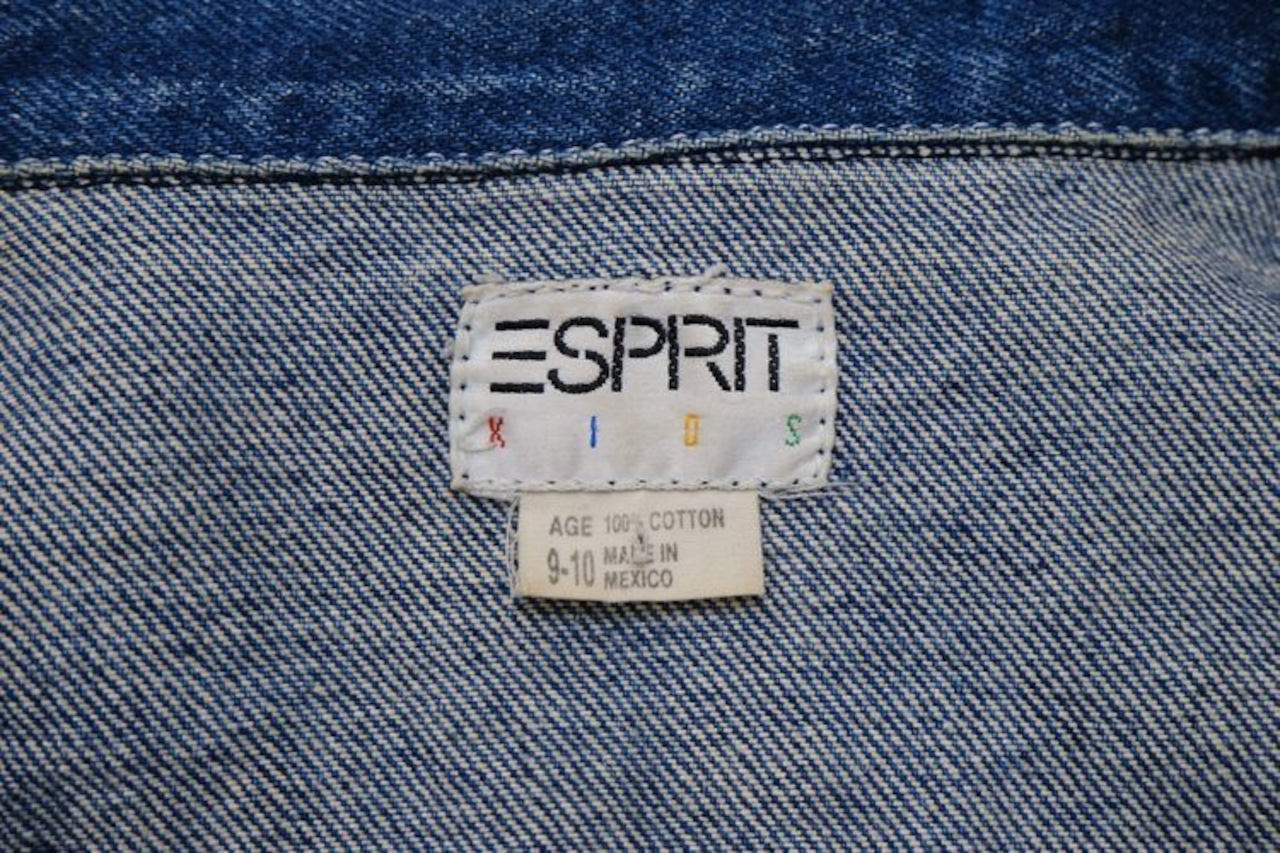 ESPRIT
KIDS
AGE 100% COTTON
9-10 MADE IN
MEXICO